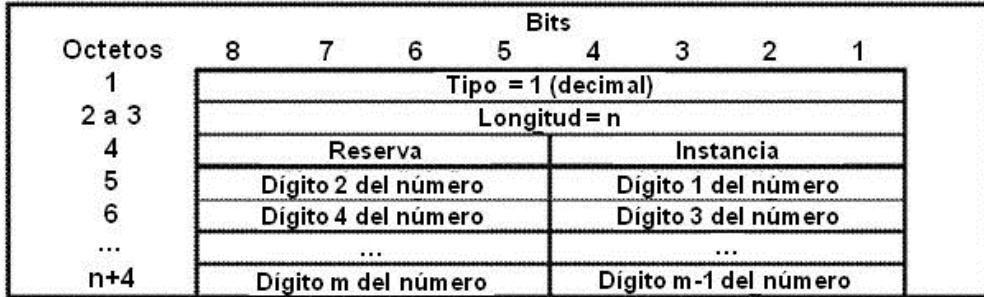 Bits
Octetos 8 7 6 5 4 3 2 1
1 Tipo = 1 (decimal)
2 a 3 Longitud = n
4 Reserva Instancia
5 Dígito 2 del número Dígito 1 del número
6 Dígito 4 del número Dígito 3 del número
... ... ...
n+4 Dígito m del número Dígito m-1 del número